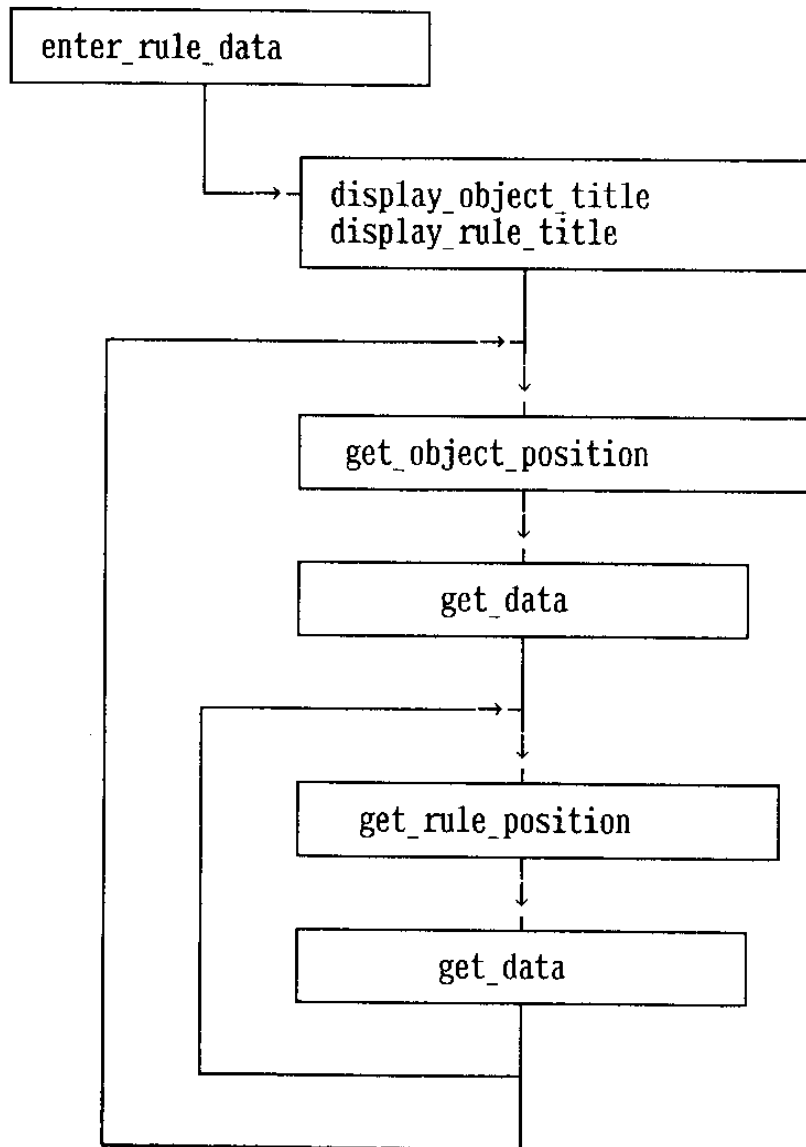 enter_rule_data
display_object_title
display_rule_title
get_object_position
get_data
get_rule_position
get_data